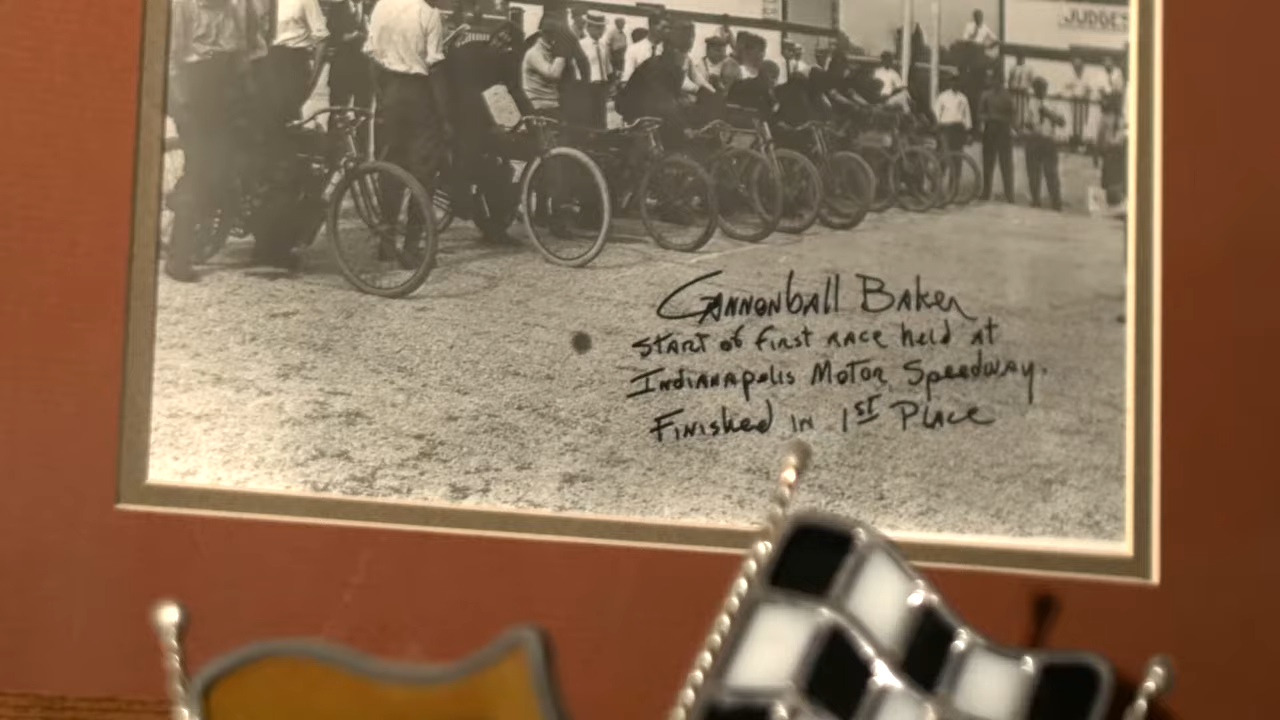 JUDGES
Cannonball Baker
Start of first race held at
Indianapolis Motor Speedway.
Finished in 1st Place